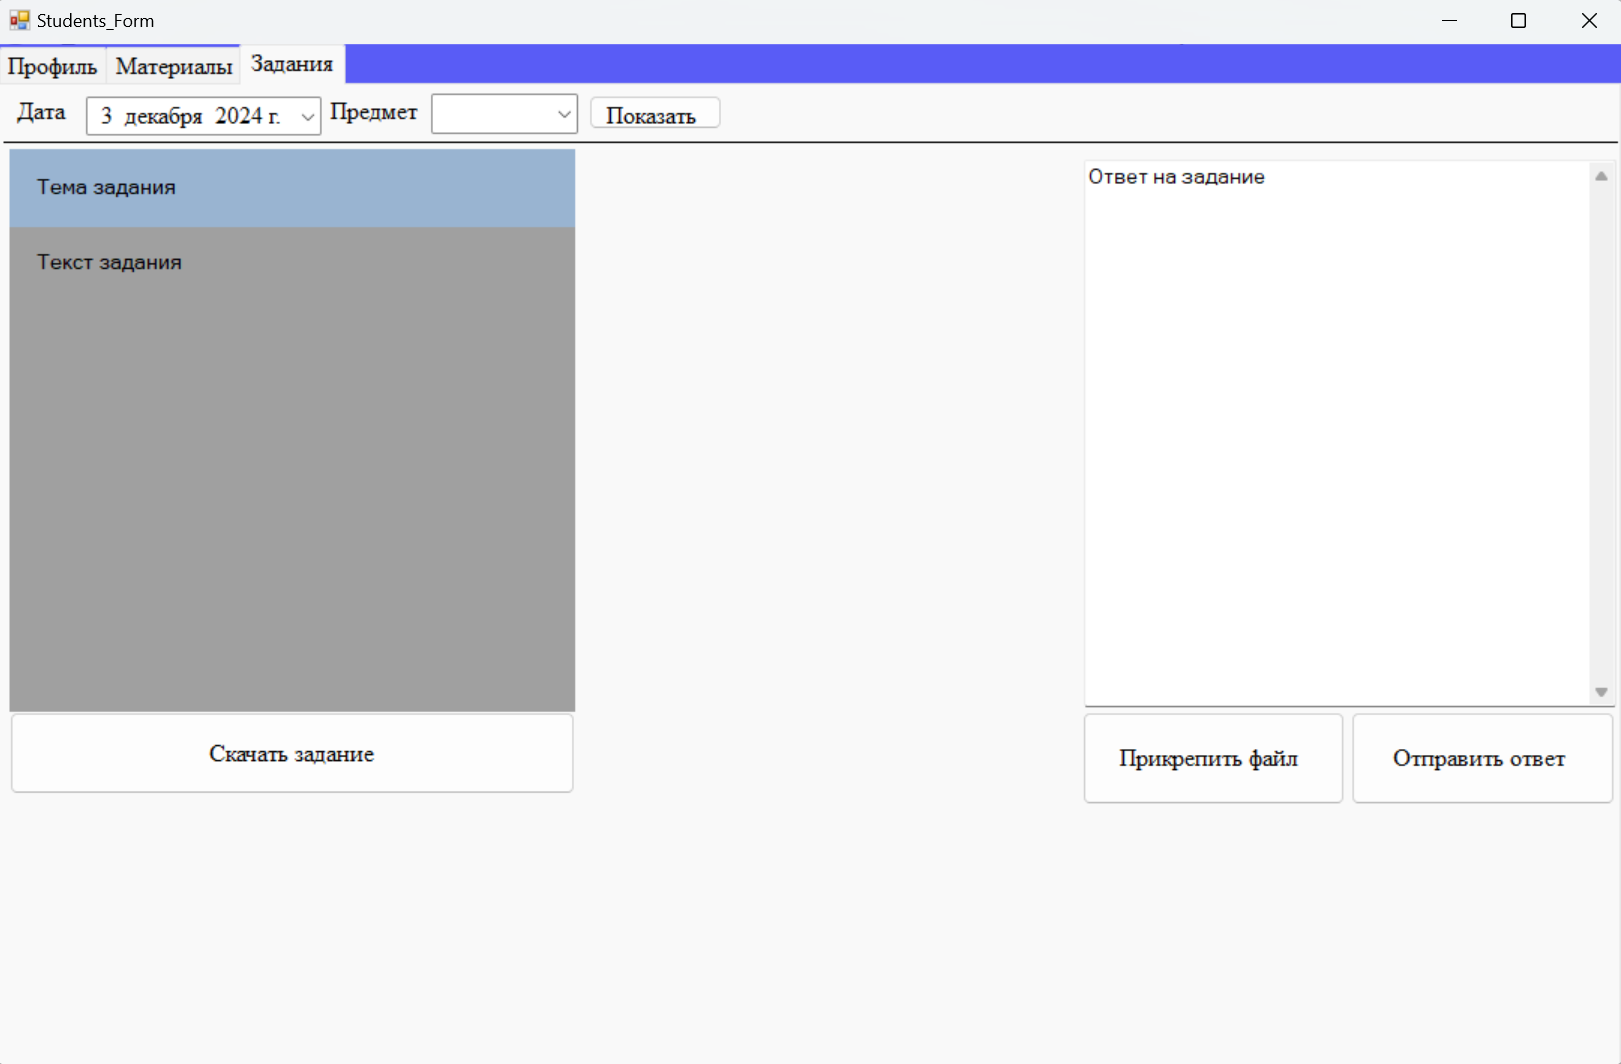 Students_Form
Профиль Материалы Задания
Дата 3 декабря 2024 г. Предмет Показать
Тема задания
Текст задания
Скачать задание
Ответ на задание
Прикрепить файл Отправить ответ